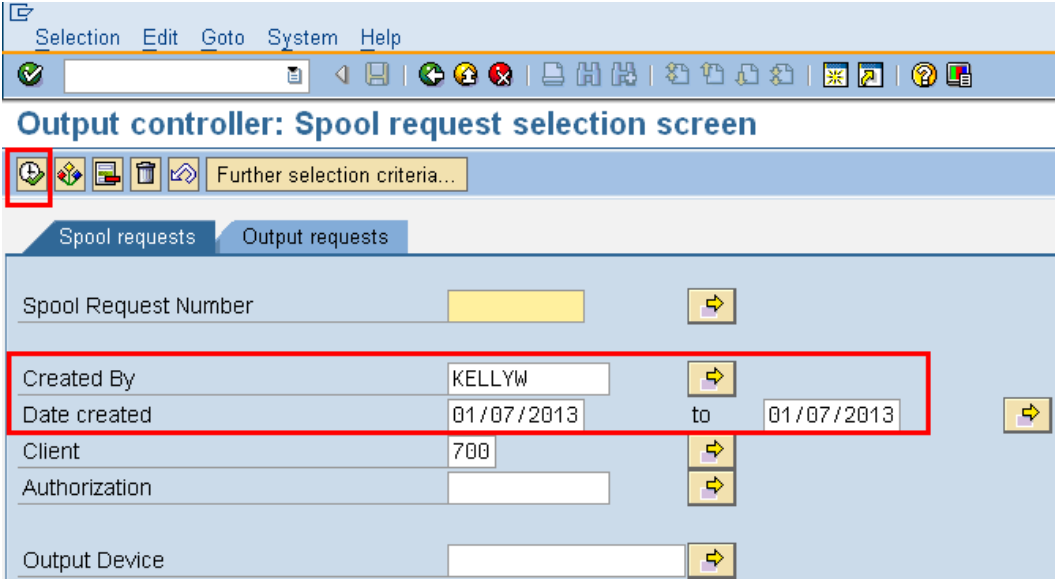 Selection Edit Goto System Help
Output controller: Spool request selection screen
Further selection criteria...
Spool requests Output requests
Spool Request Number
Created By KELLYW
Date created 01/07/2013 to 01/07/2013
Client 700
Authorization
Output Device